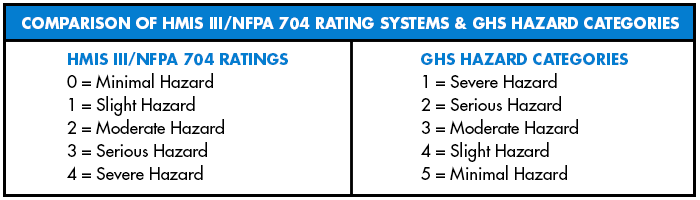 COMPARISON OF HMIS III/NFPA 704 RATING SYSTEMS & GHS HAZARD CATEGORIES
HMIS III/NFPA 704 RATINGS
0 = Minimal Hazard
1 = Slight Hazard
2 = Moderate Hazard
3 = Serious Hazard
4 = Severe Hazard
GHS HAZARD CATEGORIES
1 = Severe Hazard
2 = Serious Hazard
3 = Moderate Hazard
4 = Slight Hazard
5 = Minimal Hazard